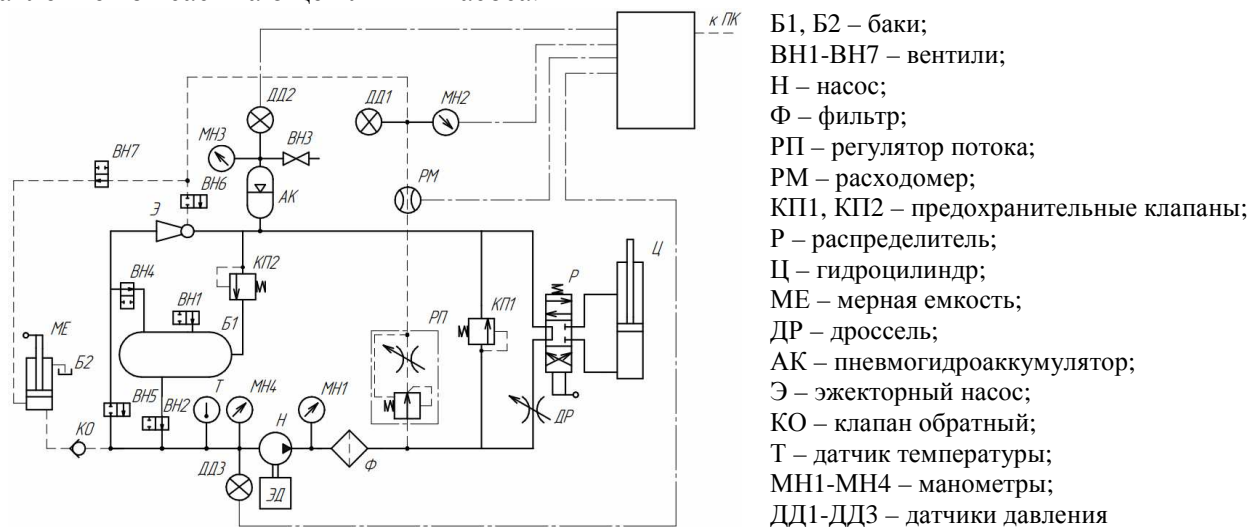 к ПК
ДД2
ДД1
МН2
МН3
ВН3
ВН7
ВН6
АК
РМ
Э
КП2
ВН4
ВН1
Б1
РП
КП1
Р
Ц
МЕ
Б2
ВН5
ВН2
Т
МН4
Н
МН1
КО
ДР
ДД3
ЭД
Ф
Б1, Б2 – баки;
ВН1-ВН7 – вентили;
Н – насос;
Ф – фильтр;
РП – регулятор потока;
РМ – расходомер;
КП1, КП2 – предохранительные клапаны;
Р – распределитель;
Ц – гидроцилиндр;
МЕ – мерная емкость;
ДР – дроссель;
АК – пневмогидроаккумулятор;
Э – эжекторный насос;
КО – клапан обратный;
Т – датчик температуры;
МН1-МН4 – манометры;
ДД1-ДД3 – датчики давления